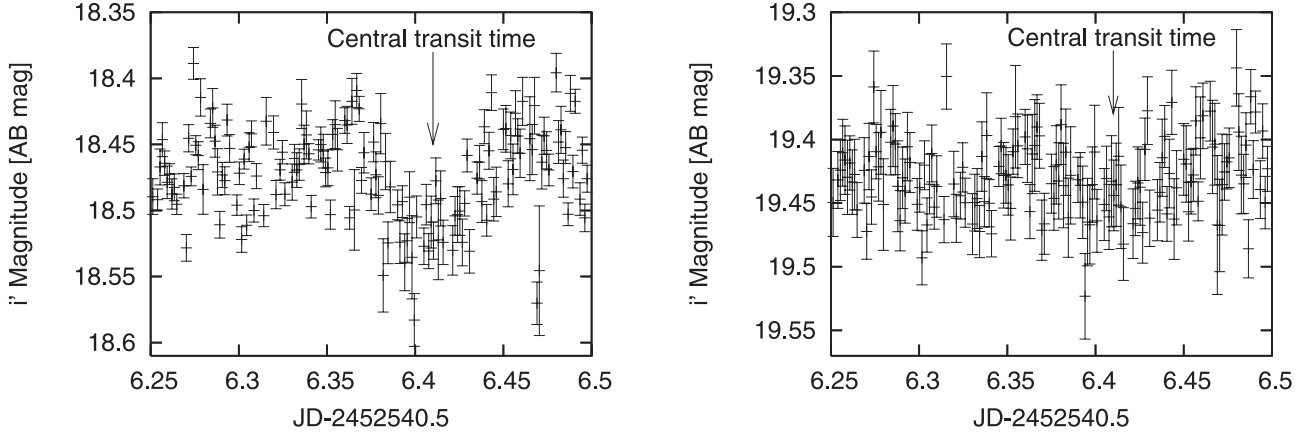 18.35
18.4
18.45
18.5
18.55
18.6
i' Magnitude [AB mag]
Central transit time
6.25 6.3 6.35 6.4 6.45 6.5
JD-2452540.5
19.3
19.35
19.4
19.45
19.5
19.55
i' Magnitude [AB mag]
Central transit time
6.25 6.3 6.35 6.4 6.45 6.5
JD-2452540.5